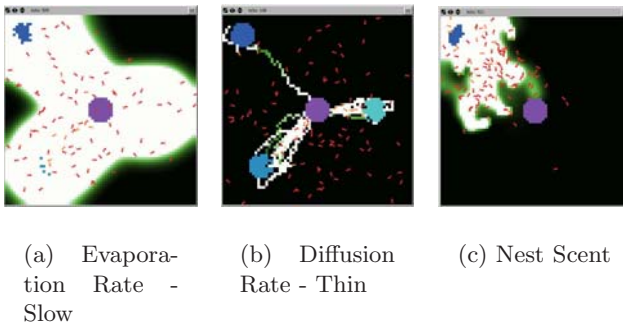 (a) Evapora-
tion Rate -
Slow
(b) Diffusion
Rate - Thin
(c) Nest Scent